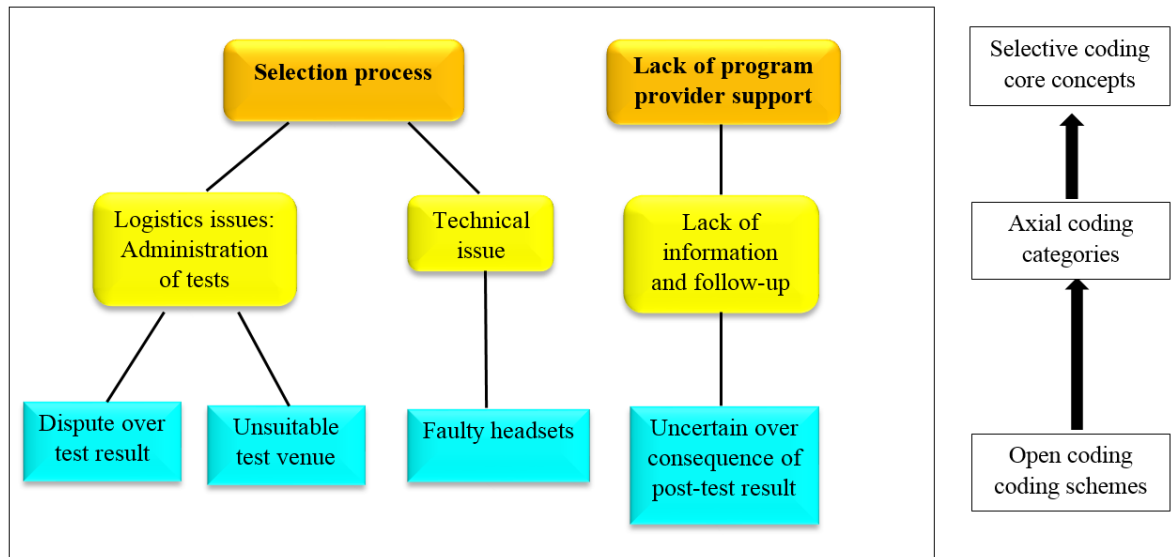 Selection process
Lack of program
provider support
Logistics issues:
Administration
of tests
Technical
issue
Lack of
information
and follow-up
Dispute over
test result
Unsuitable
test venue
Faulty headsets
Uncertain over
consequence of
post-test result
Selective coding
core concepts
Axial coding
categories
Open coding
coding schemes